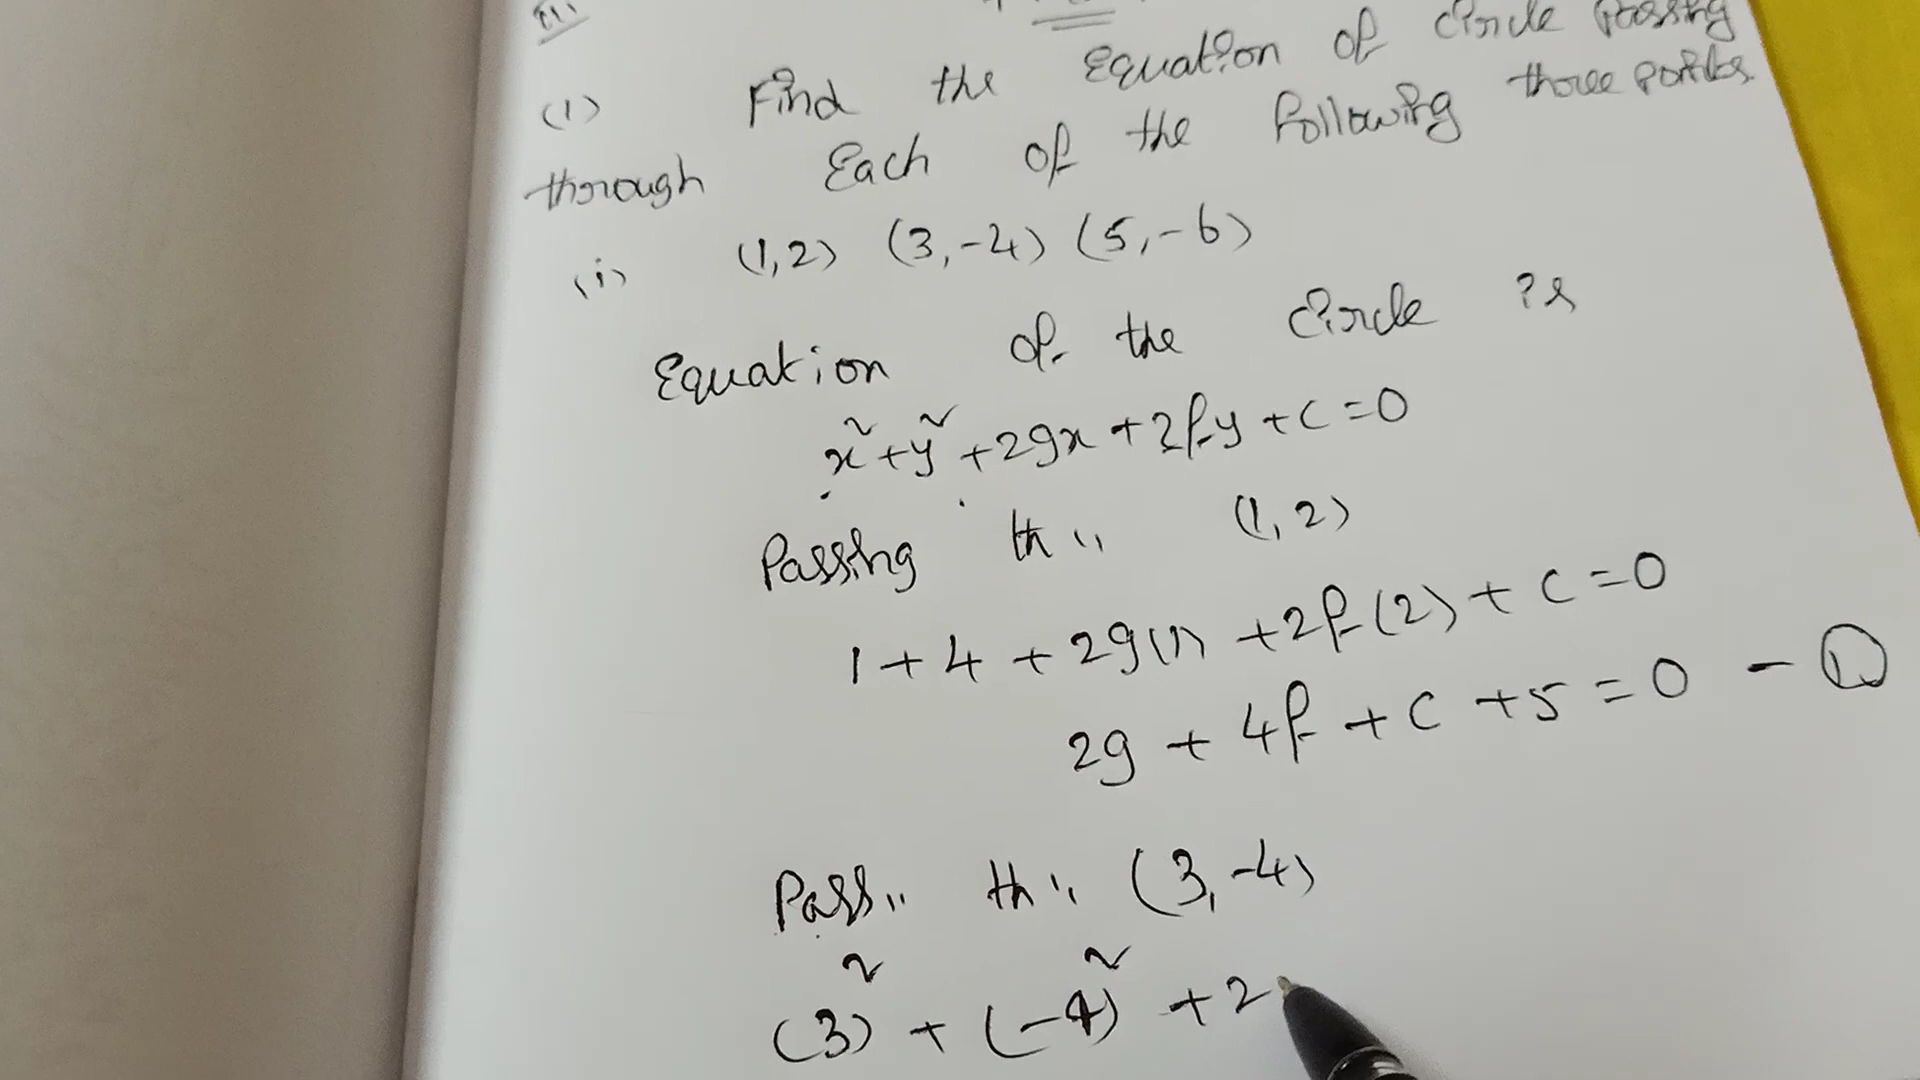 (1) Find the Equation of circle passing
through Each of the following three points
(i) (1,2) (3,-4) (5,-6)
Equation of the circle is
x²+y²+2gx+2fy+c=0
Passing th'' (1,2)
1+4+2g(1)+2f(2)+c=0
2g+4f+c+5=0 - ①
Pass'' th'' (3,-4)
(3)²+(-4)²+2